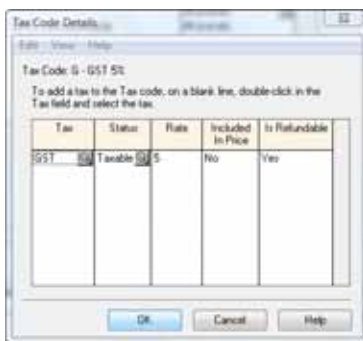 Tax Code Details
Edit View Help
Tax Code: G - GST 5%
To add a tax to the Tax code, on a blank line, double-click in the
Tax field and select the tax.
Tax Status Rate Included In Price Is Refundable
GST Taxable 5 No Yes
OK Cancel Help